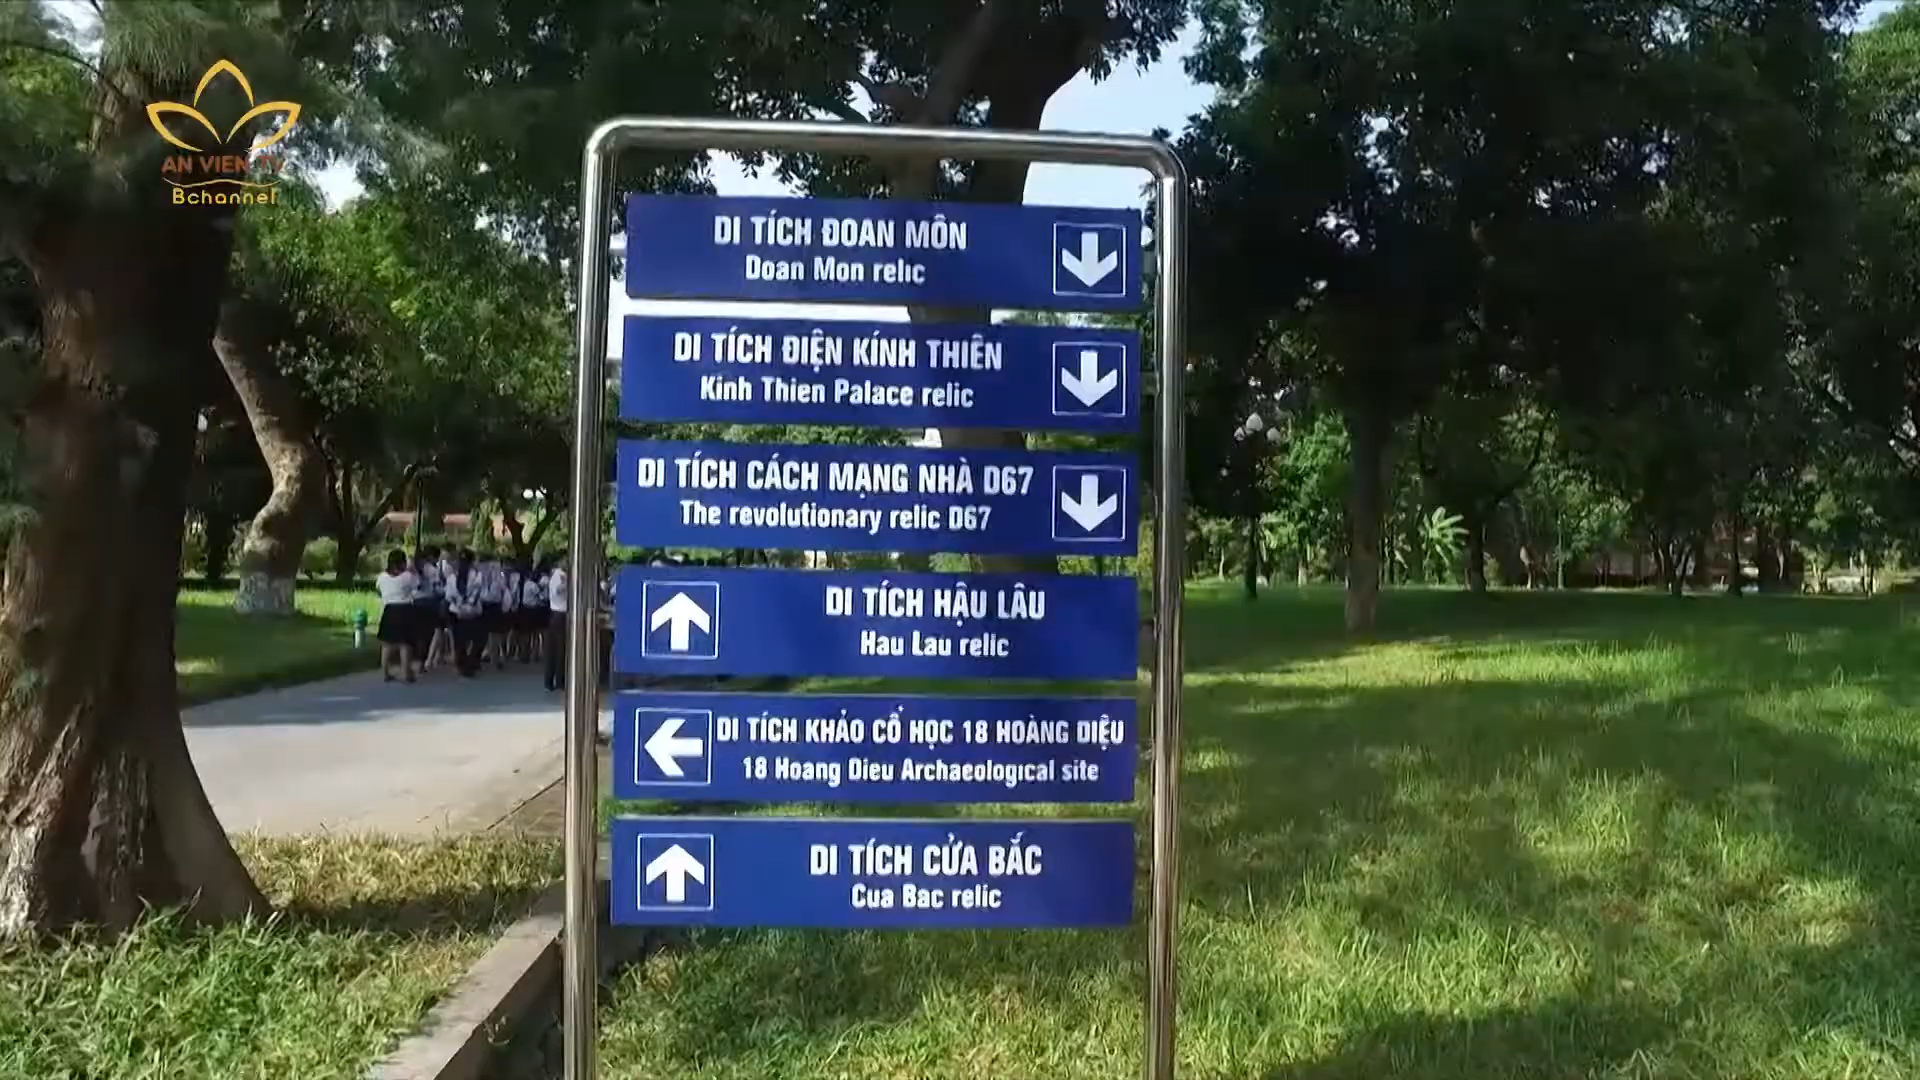 AN VIEN TV
Bchannel
DI TÍCH ĐOAN MÔN
Doan Mon relic
DI TÍCH ĐIỆN KÍNH THIÊN
Kinh Thien Palace relic
DI TÍCH CÁCH MẠNG NHÀ D67
The revolutionary relic D67
DI TÍCH HẬU LÂU
Hau Lau relic
DI TÍCH KHẢO CỔ HỌC 18 HOÀNG DIỆU
18 Hoang Dieu Archaeological site
DI TÍCH CỬA BẮC
Cua Bac relic